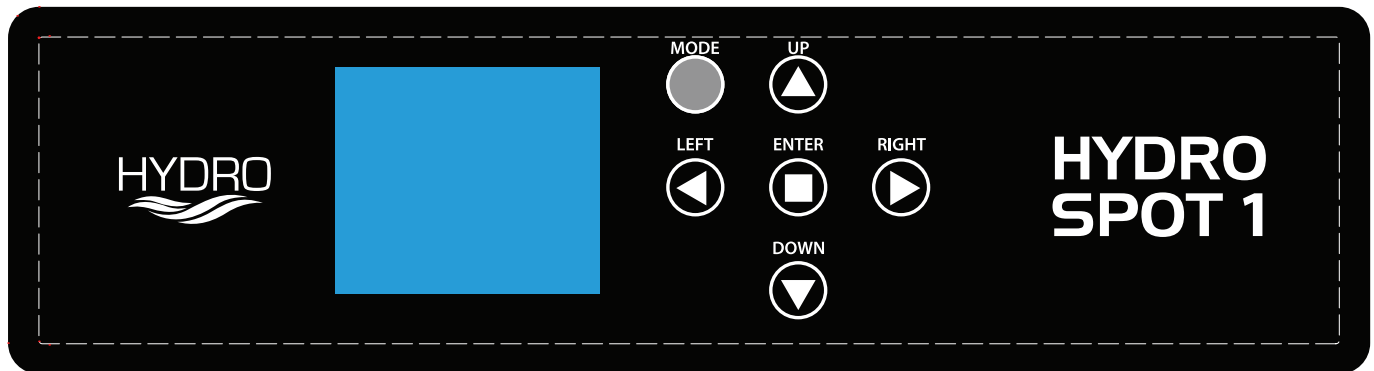 MODE UP
LEFT ENTER RIGHT
DOWN
HYDRO
HYDRO
SPOT 1